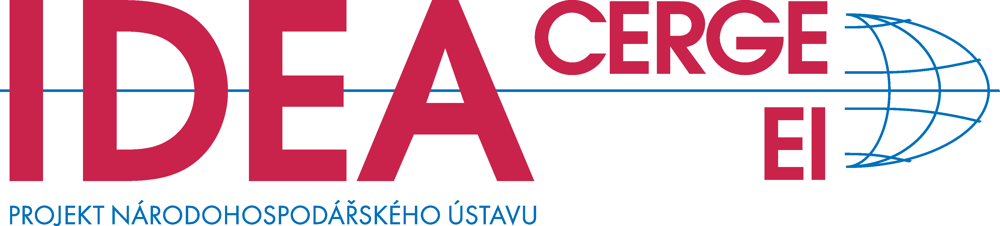 IDEA
CERGE
EI
PROJEKT NÁRODOHOSPODÁŘSKÉHO ÚSTAVU